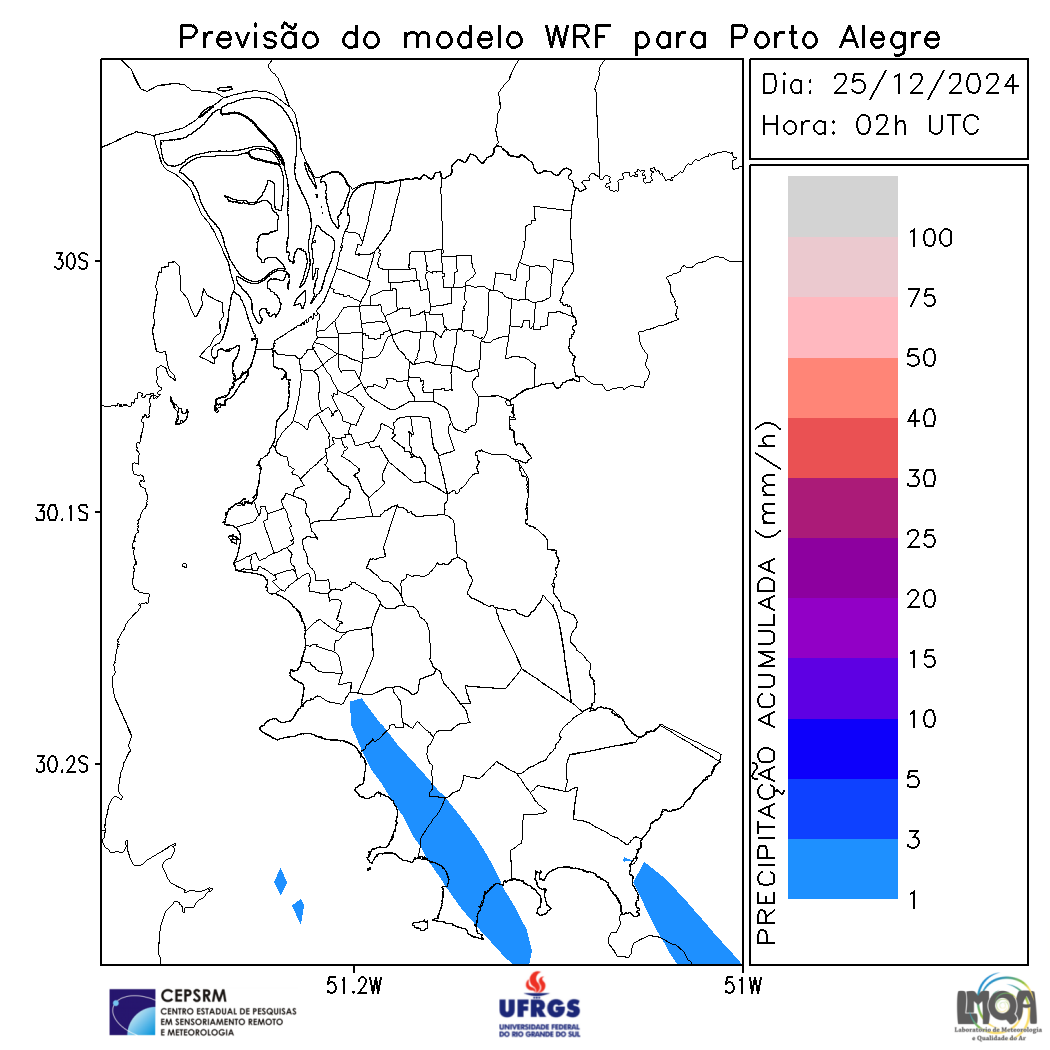 Previsão do modelo WRF para Porto Alegre
Dia: 25/12/2024
Hora: 02h UTC
30S
30.1S
30.2S
51.2W
51W
PRECIPITAÇÃO ACUMULADA (mm/h)
100
75
50
40
30
25
20
15
10
5
3
1
CEPSRM
CENTRO ESTADUAL DE PESQUISAS
EM SENSORIAMENTO REMOTO
E METEOROLOGIA
UFRGS
UNIVERSIDADE FEDERAL
DO RIO GRANDE DO SUL
LMQA
Laboratório de Meteorologia
e Qualidade do Ar